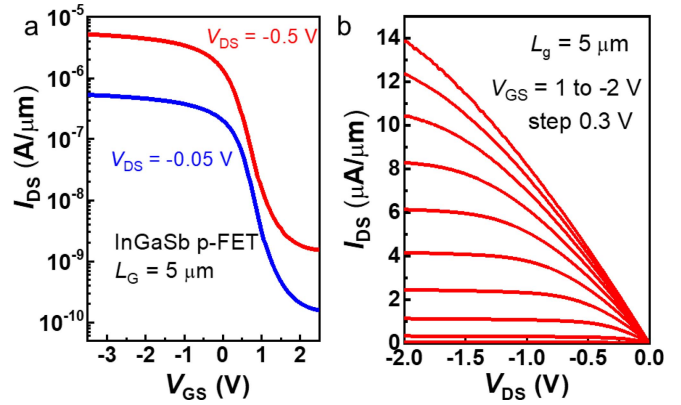 a
10⁻⁵
10⁻⁶
10⁻⁷
10⁻⁸
10⁻⁹
10⁻¹⁰
I_DS (A/μm)
V_DS = -0.5 V
V_DS = -0.05 V
InGaSb p-FET
L_G = 5 μm
-3 -2 -1 0 1 2
V_GS (V)
b
14
12
10
8
6
4
2
0
I_DS (μA/μm)
L_g = 5 μm
V_GS = 1 to -2 V
step 0.3 V
-2.0 -1.5 -1.0 -0.5 0.0
V_DS (V)